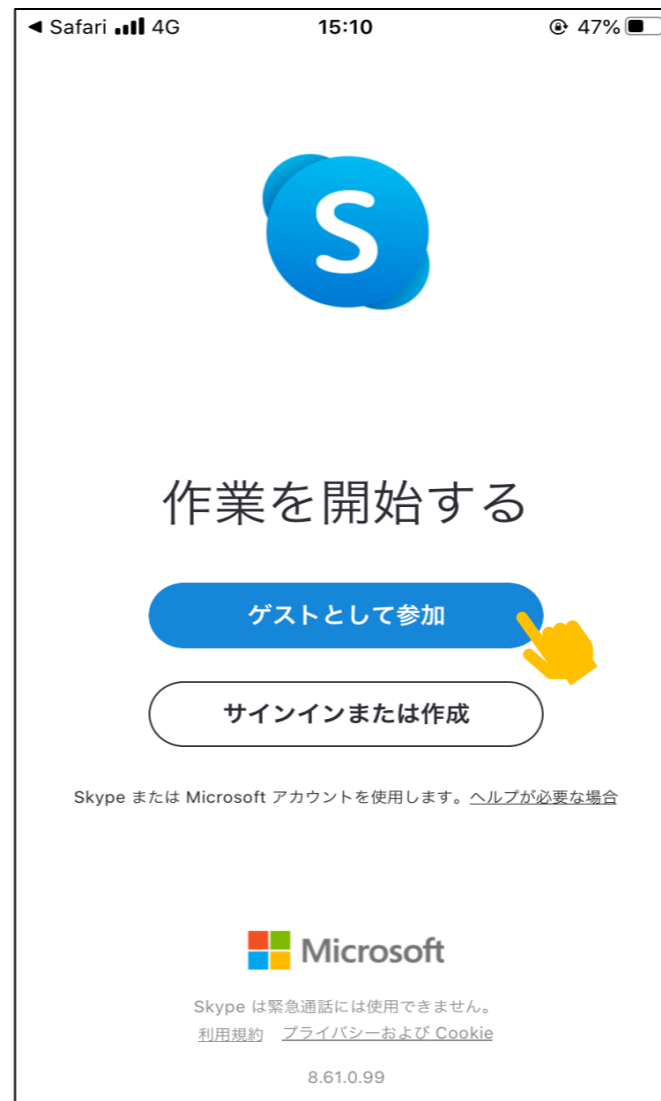 ◀ Safari 4G 15:10 47%
S
作業を開始する
ゲストとして参加
サインインまたは作成
Skype または Microsoft アカウントを使用します。ヘルプが必要な場合
Microsoft
Skype は緊急通話には使用できません。
利用規約 プライバシーおよび Cookie
8.61.0.99